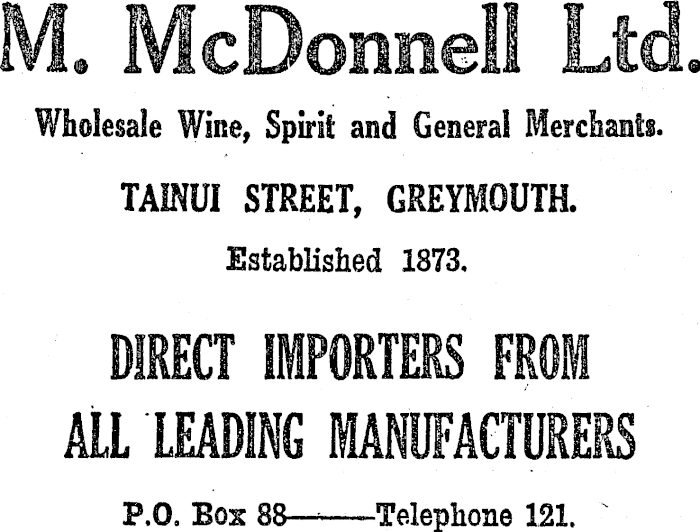 M. McDonnell Ltd.
Wholesale Wine, Spirit and General Merchants.
TAINUI STREET, GREYMOUTH.
Established 1873.
DIRECT IMPORTERS FROM
ALL LEADING MANUFACTURERS
P.O. Box 88———Telephone 121.